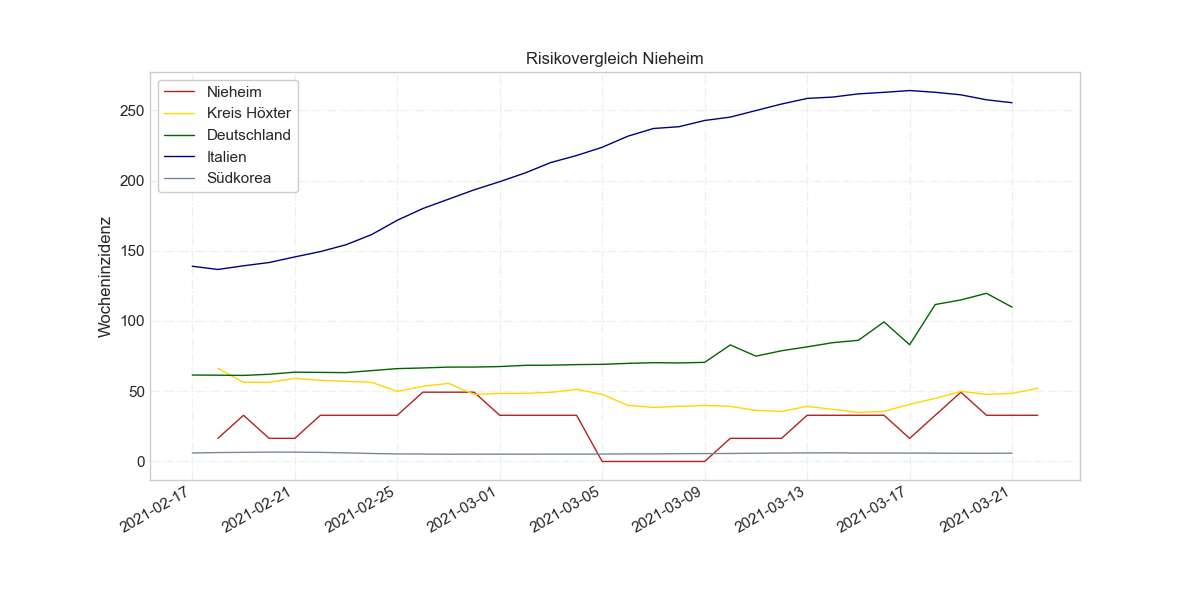 Risikovergleich Nieheim
Nieheim
Kreis Höxter
Deutschland
Italien
Südkorea
Wocheninzidenz
250
200
150
100
50
0
2021-02-17
2021-02-21
2021-02-25
2021-03-01
2021-03-05
2021-03-09
2021-03-13
2021-03-17
2021-03-21